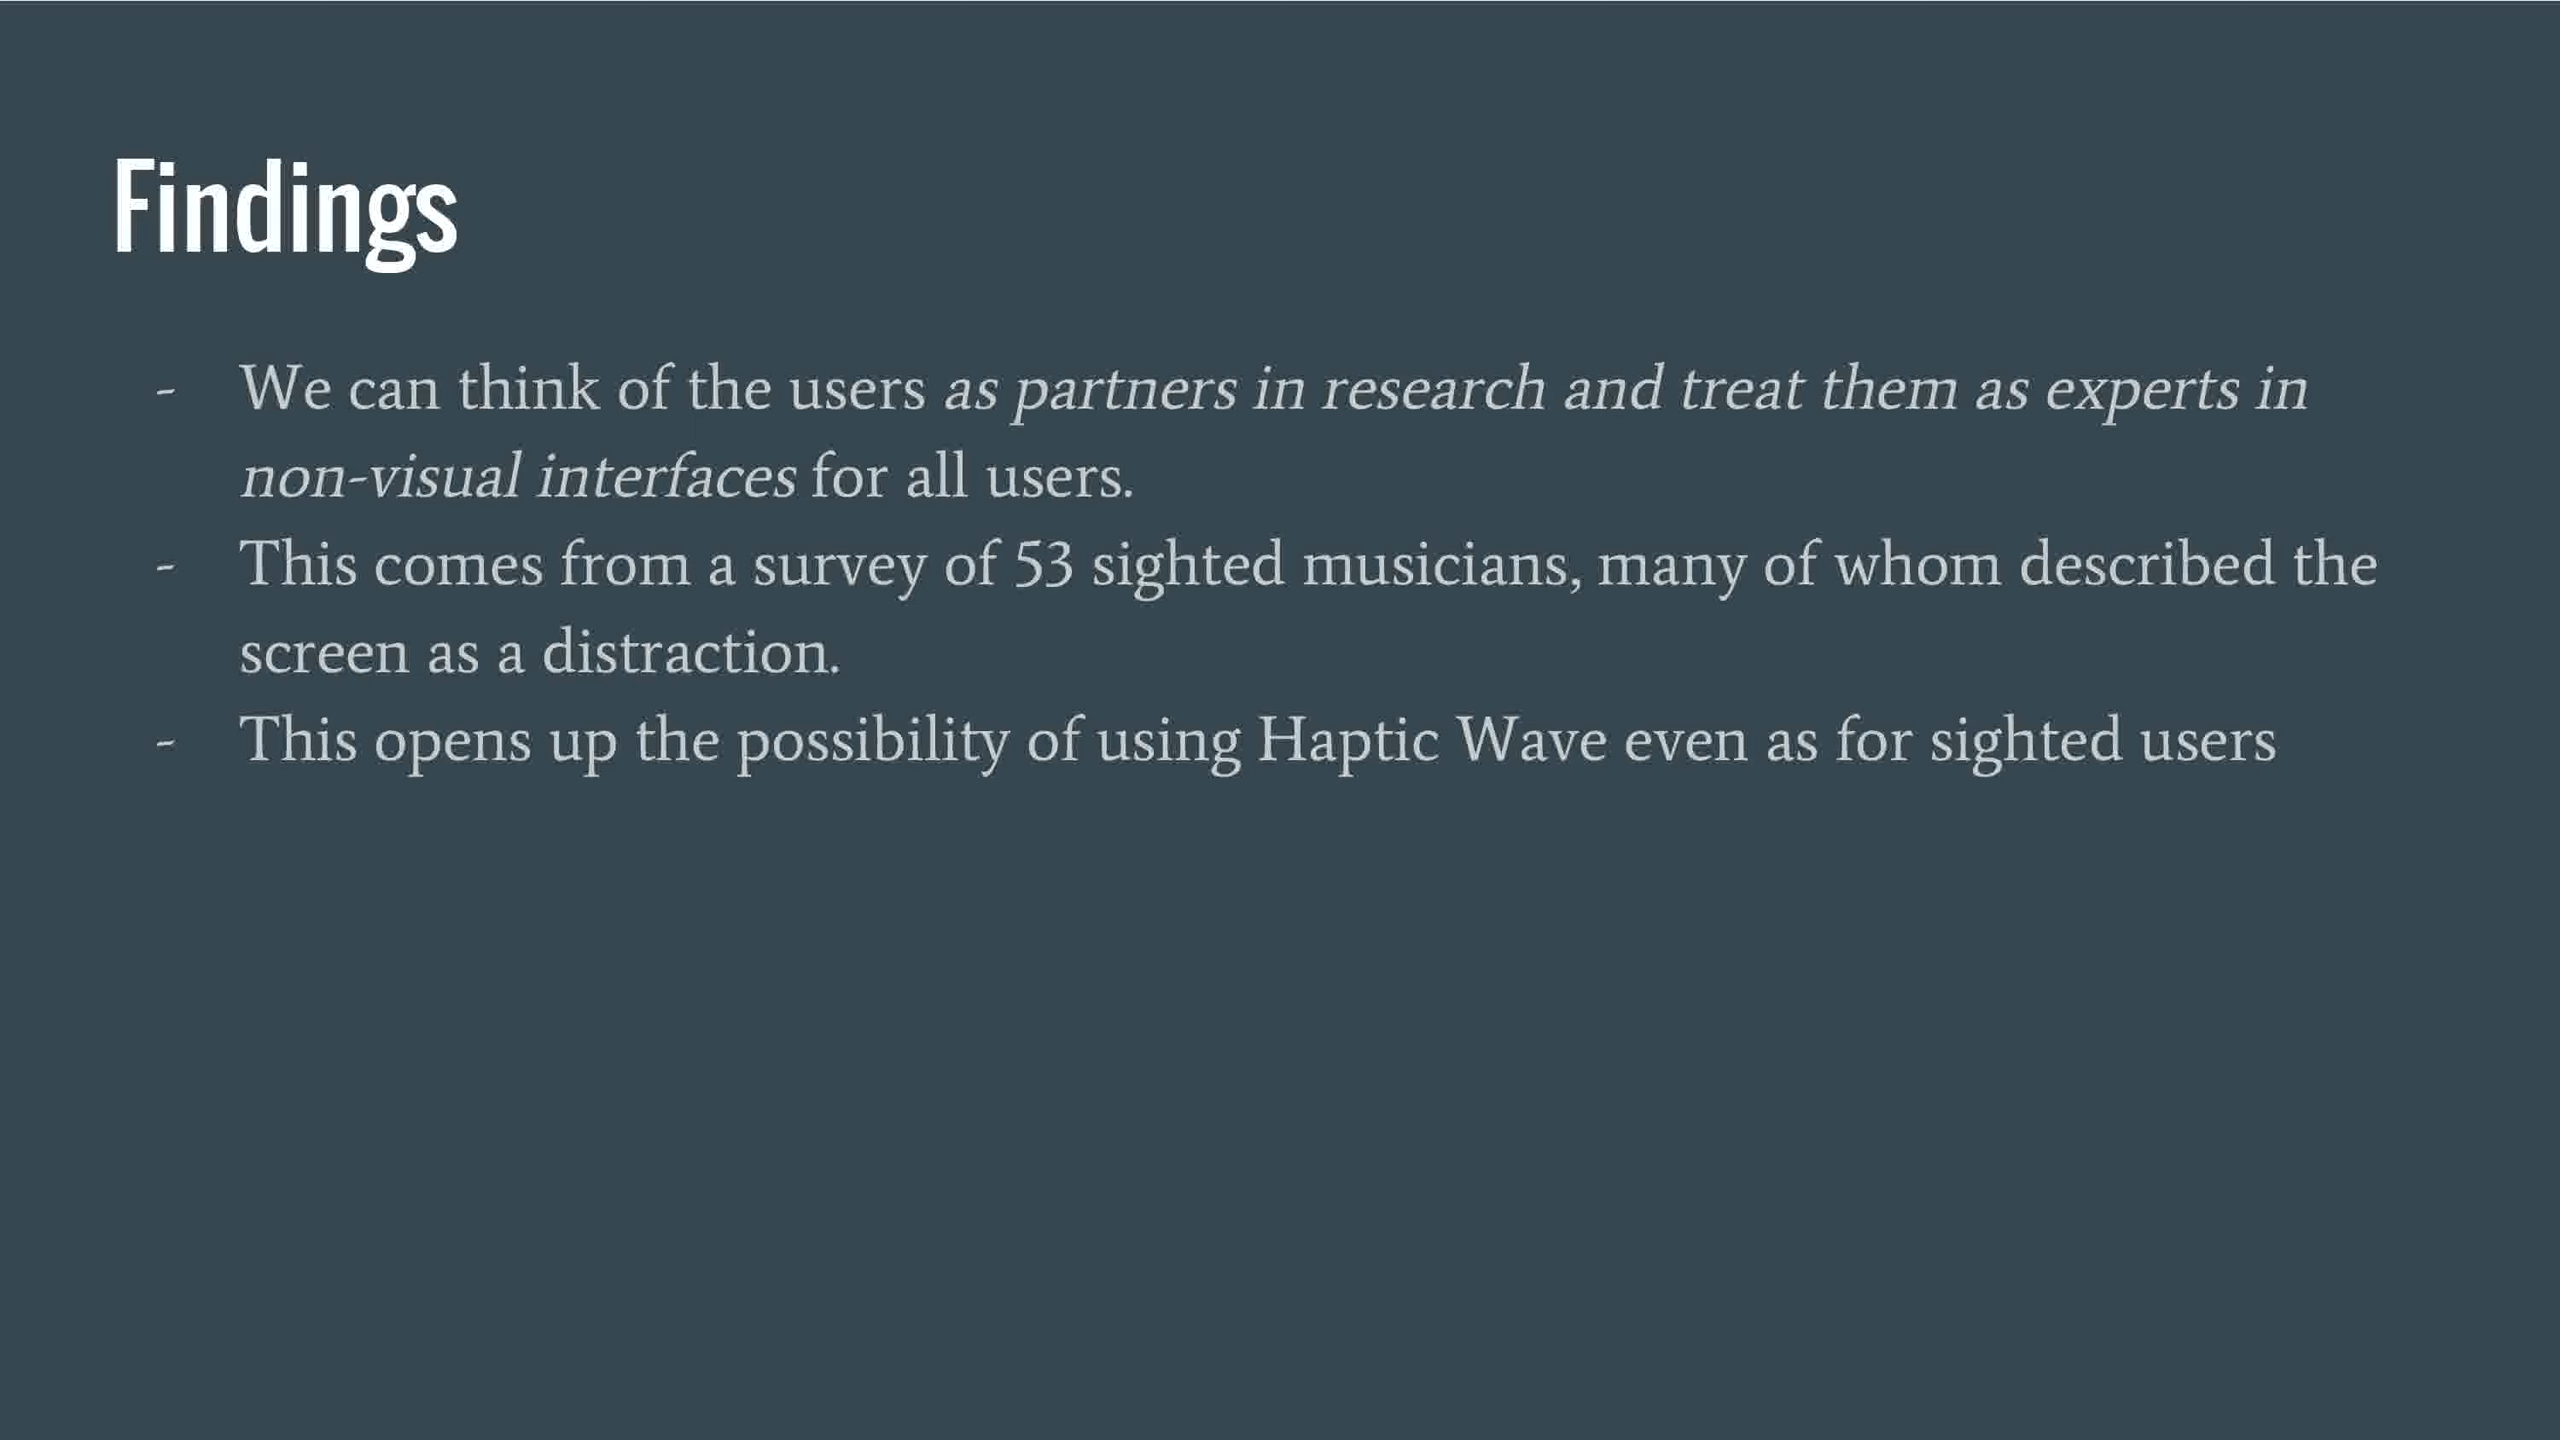 Findings
- We can think of the users as partners in research and treat them as experts in
non-visual interfaces for all users.
- This comes from a survey of 53 sighted musicians, many of whom described the
screen as a distraction.
- This opens up the possibility of using Haptic Wave even as for sighted users